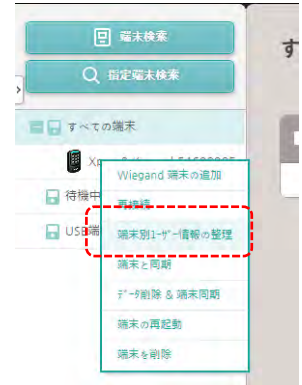 端末検索
指定端末検索
す
すべての端末
Wiegand 端末の追加
待機中
再接続
USB端
端末別ﾕｰｻﾞｰ情報の整理
端末と同期
ﾃﾞｰﾀ削除 & 端末同期
端末の再起動
端末を削除